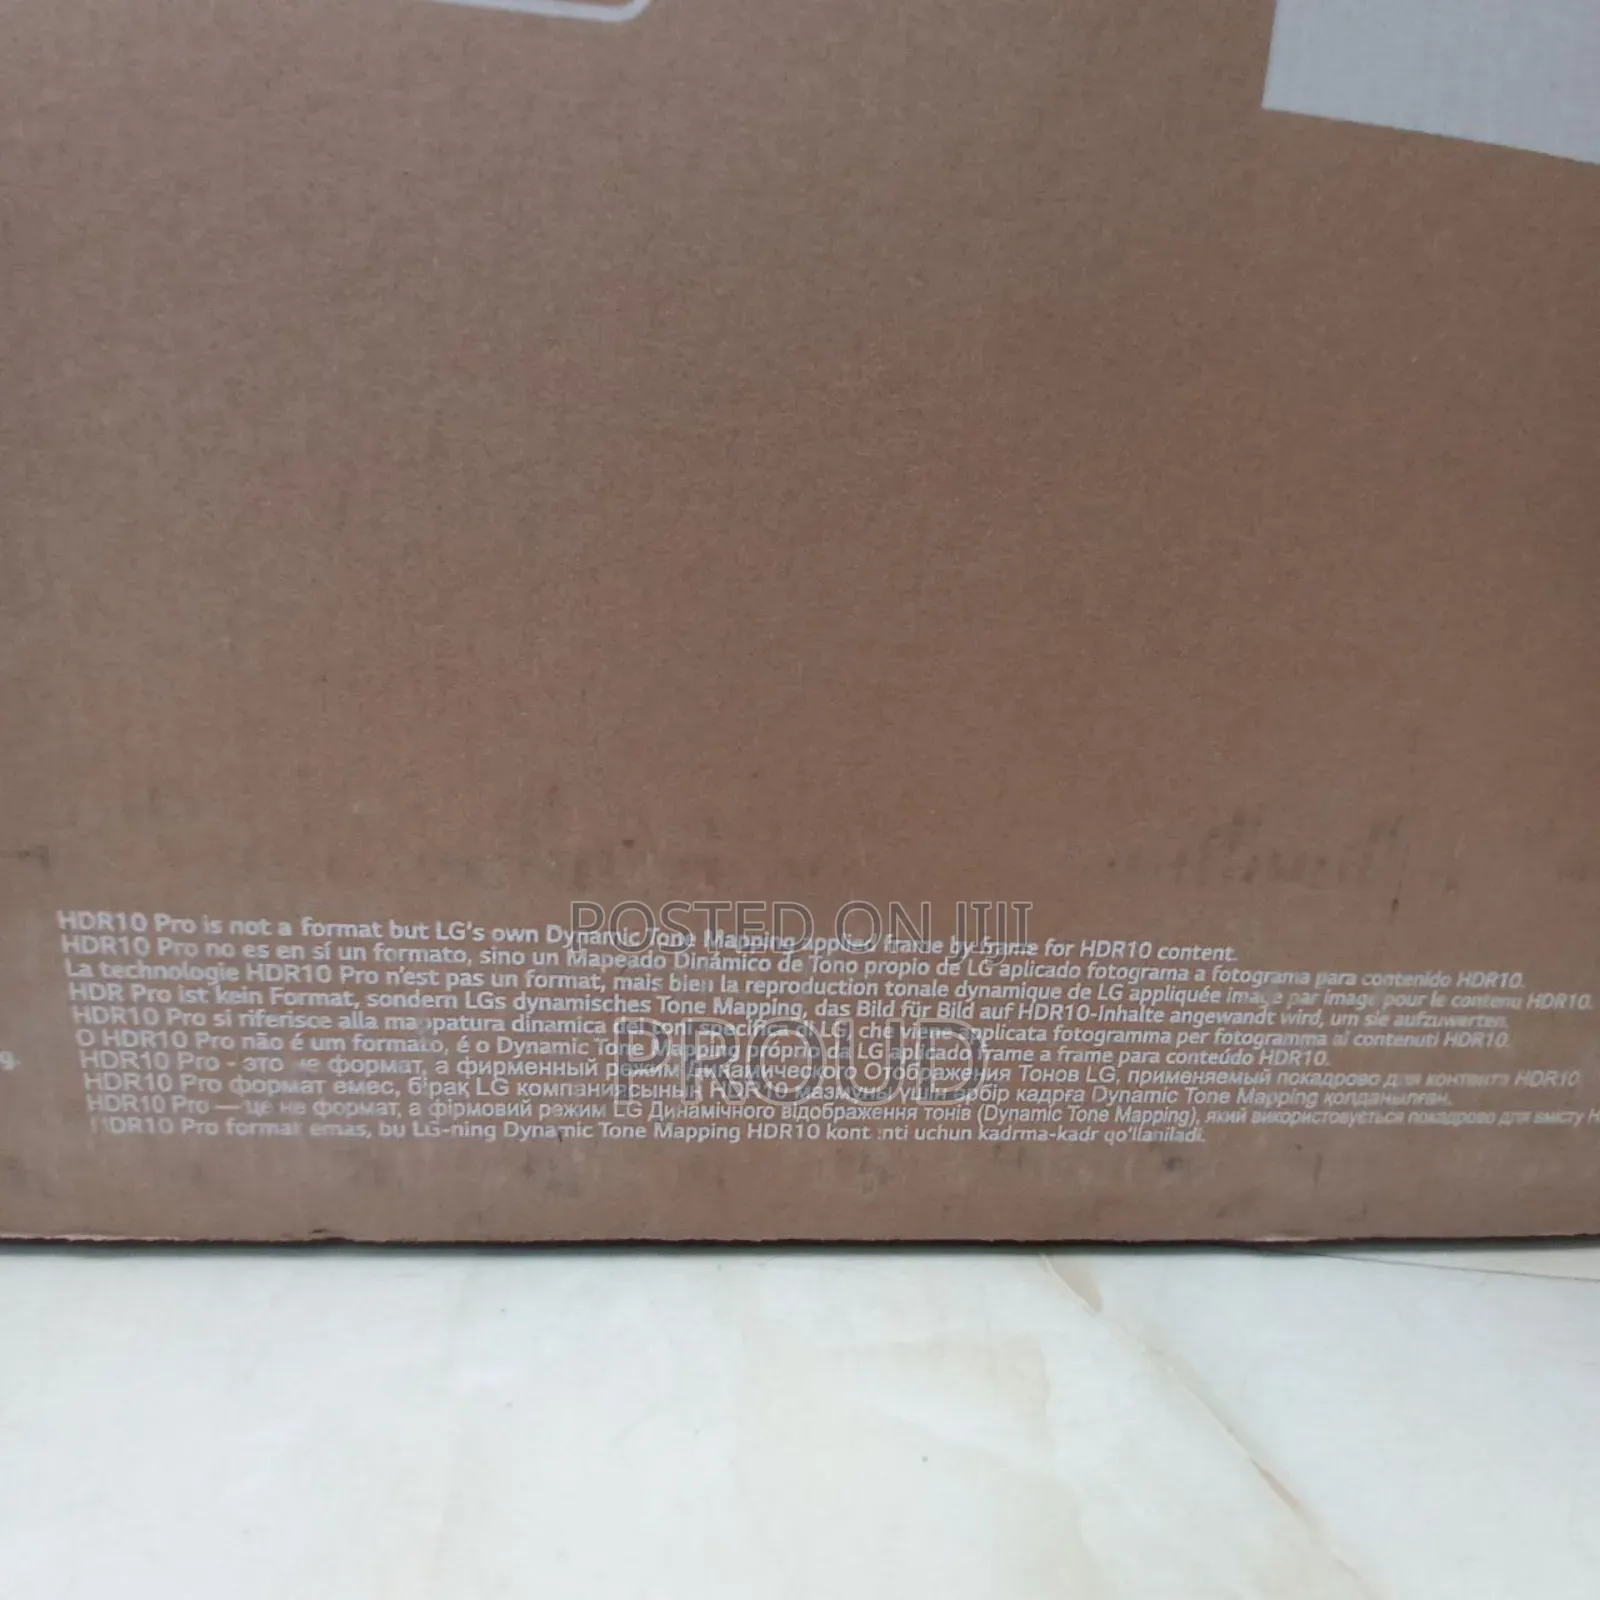 HDR10 Pro is not a format but LG's own Dynamic Tone Mapping applied frame by frame for HDR10 content.
HDR10 Pro no es en sí un formato, sino un Mapeado Dinámico de Tono propio de LG aplicado fotograma a fotograma para contenido HDR10.
La technologie HDR10 Pro n'est pas un format, mais bien la reproduction tonale dynamique de LG appliquée image par image pour le contenu HDR10.
HDR Pro ist kein Format, sondern LGs dynamisches Tone Mapping, das Bild für Bild auf HDR10-Inhalte angewandt wird, um sie aufzuwerten.
HDR10 Pro si riferisce alla mappatura dinamica dei toni specifica LG che viene applicata fotogramma per fotogramma ai contenuti HDR10.
O HDR10 Pro não é um formato, é o Dynamic Tone Mapping próprio da LG aplicado frame a frame para conteúdo HDR10.
g.
HDR10 Pro - это не формат, а фирменный режим динамического Отображения Тонов LG, применяемый покадрово для контента HDR10
HDR10 Pro формат емес, бірақ LG компаниясының HDR10 мазмұны үшін әрбір кадрға Dynamic Tone Mapping қолданылған.
HDR10 Pro — це не формат, а фірмовий режим LG Динамічного відображення тонів (Dynamic Tone Mapping), який використовується покадрово для вмісту
HDR10 Pro format emas, bu LG-ning Dynamic Tone Mapping HDR10 kontenti uchun kadrma-kadr qo'llaniladi.
POSTED ON JIJI
PROUD